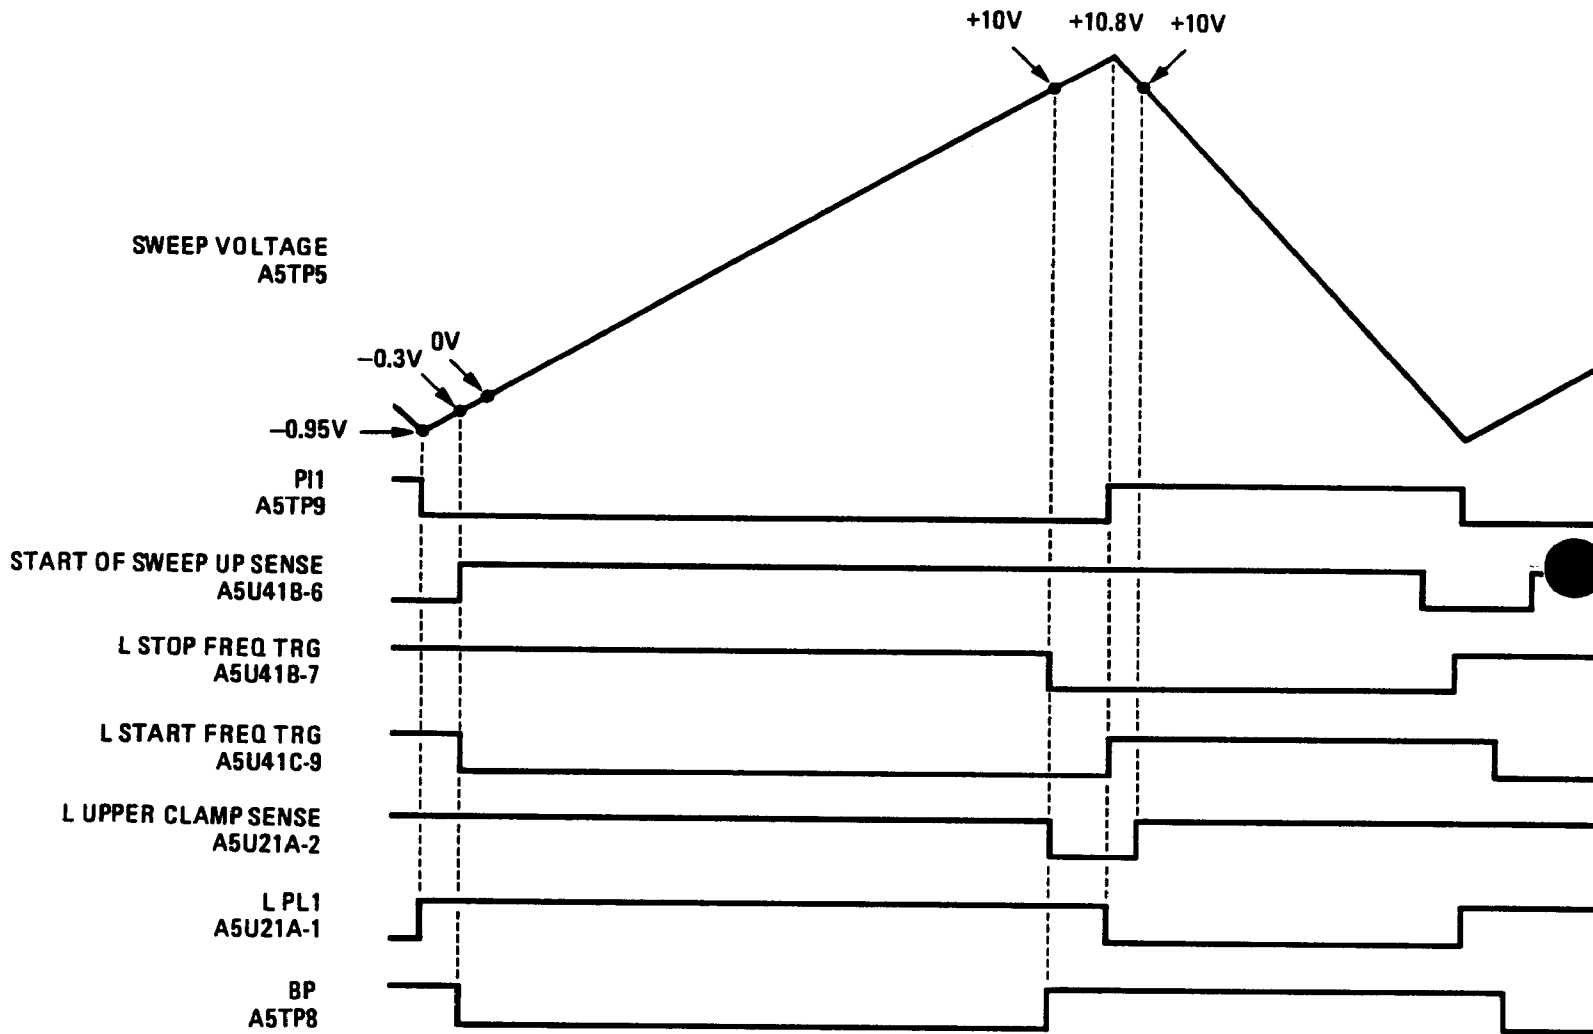 +10V +10.8V +10V
SWEEP VOLTAGE
A5TP5
0V
−0.3V
−0.95V
PI1
A5TP9
START OF SWEEP UP SENSE
A5U41B-6
L STOP FREQ TRG
A5U41B-7
L START FREQ TRG
A5U41C-9
L UPPER CLAMP SENSE
A5U21A-2
L PL1
A5U21A-1
BP
A5TP8